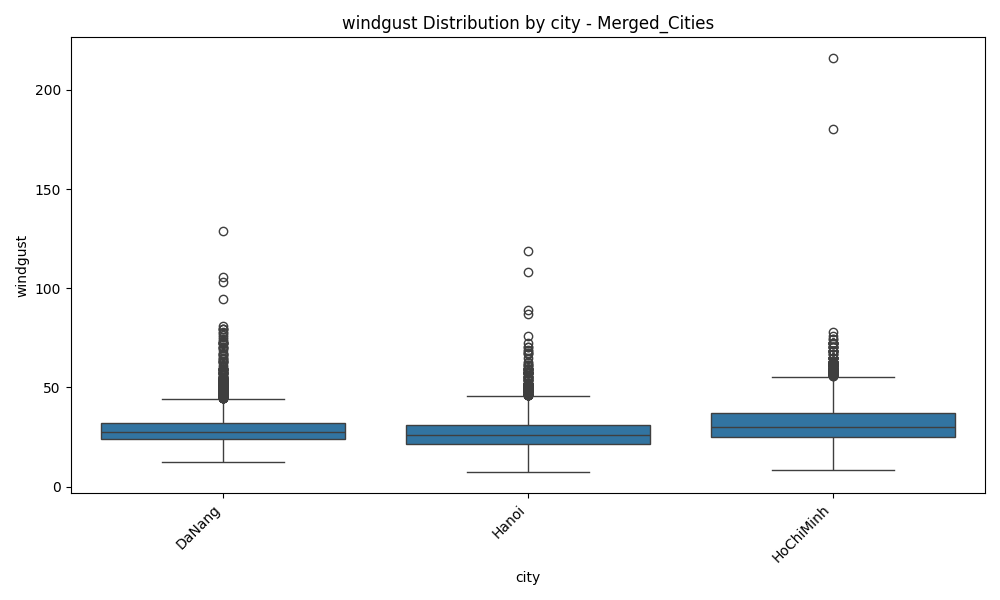 windgust Distribution by city - Merged_Cities
windgust
200
150
100
50
0
DaNang
Hanoi
HoChiMinh
city